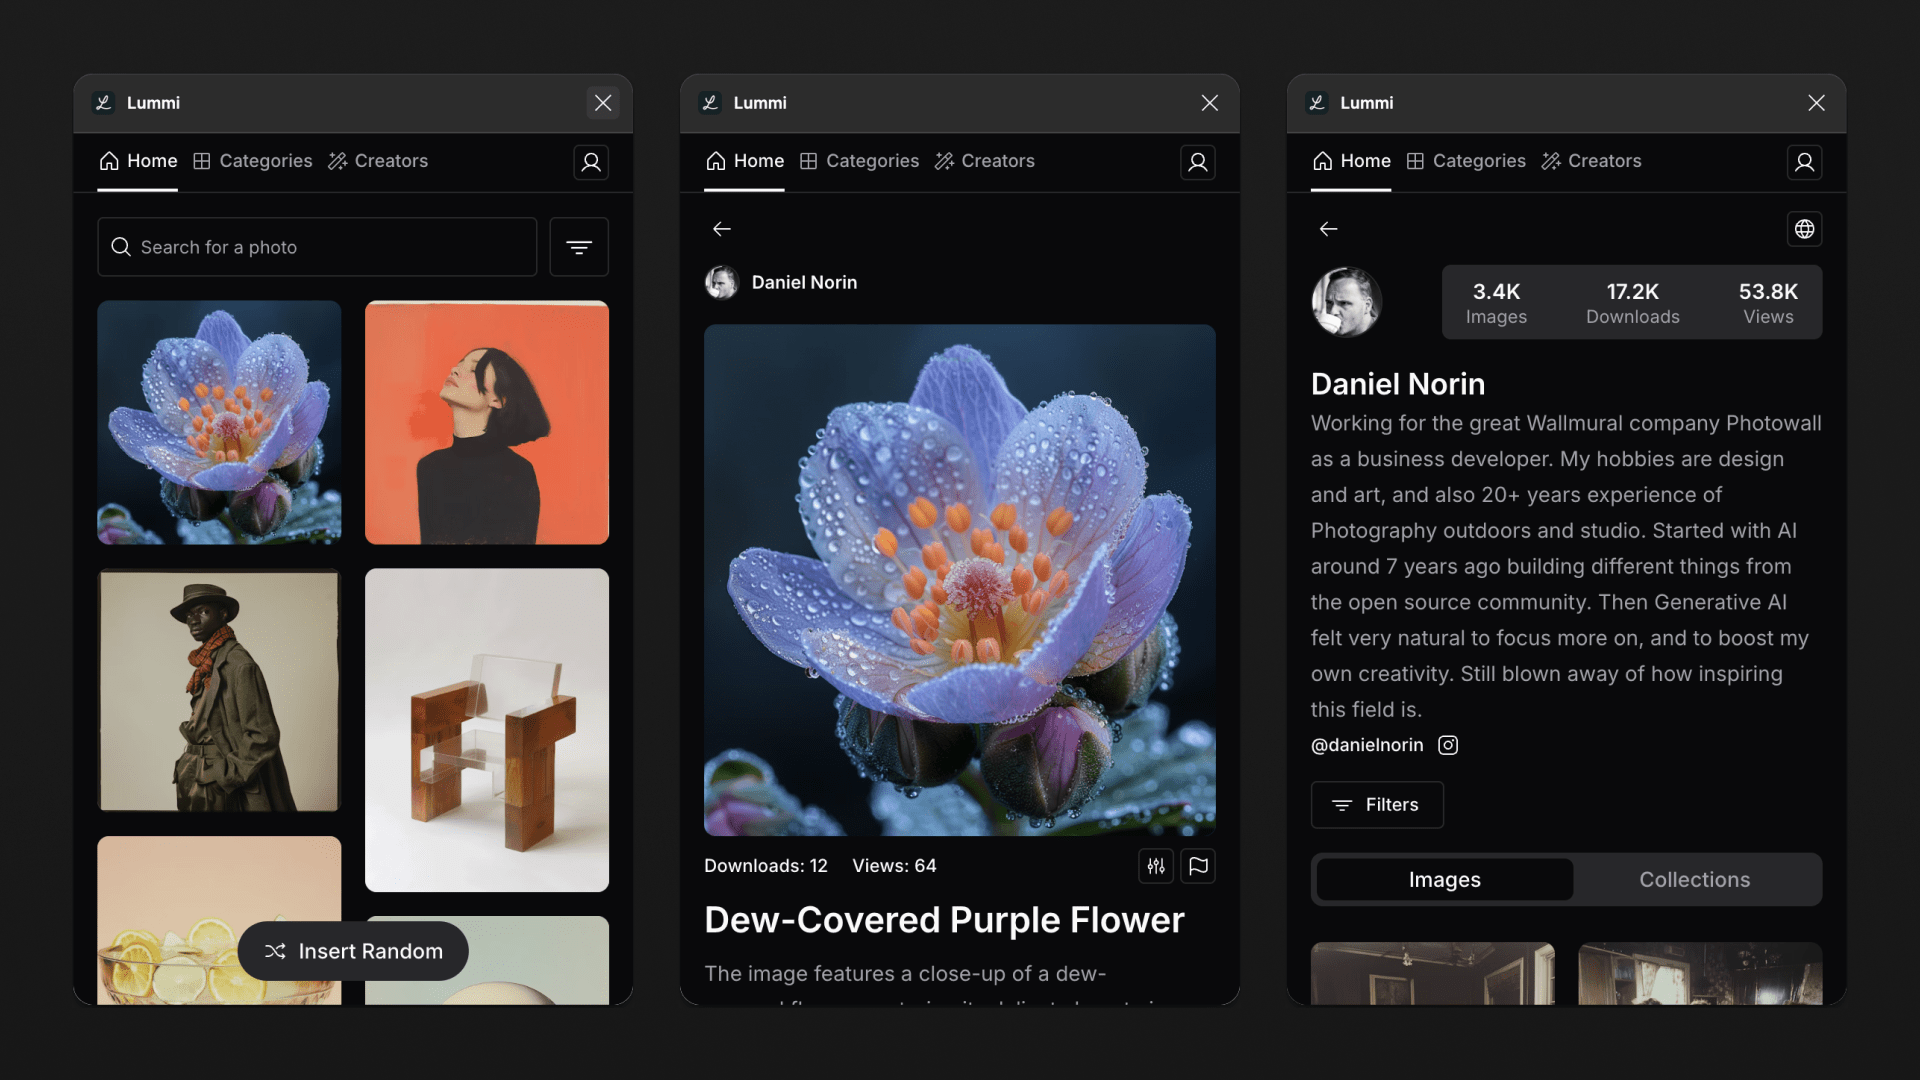 Lummi
Home Categories Creators
Search for a photo
Insert Random
Lummi
Home Categories Creators
Daniel Norin
Downloads: 12 Views: 64
Dew-Covered Purple Flower
The image features a close-up of a dew-
Lummi
Home Categories Creators
3.4K 17.2K 53.8K
Images Downloads Views
Daniel Norin
Working for the great Wallmural company Photowall
as a business developer. My hobbies are design
and art, and also 20+ years experience of
Photography outdoors and studio. Started with AI
around 7 years ago building different things from
the open source community. Then Generative AI
felt very natural to focus more on, and to boost my
own creativity. Still blown away of how inspiring
this field is.
@danielnorin
Filters
Images Collections